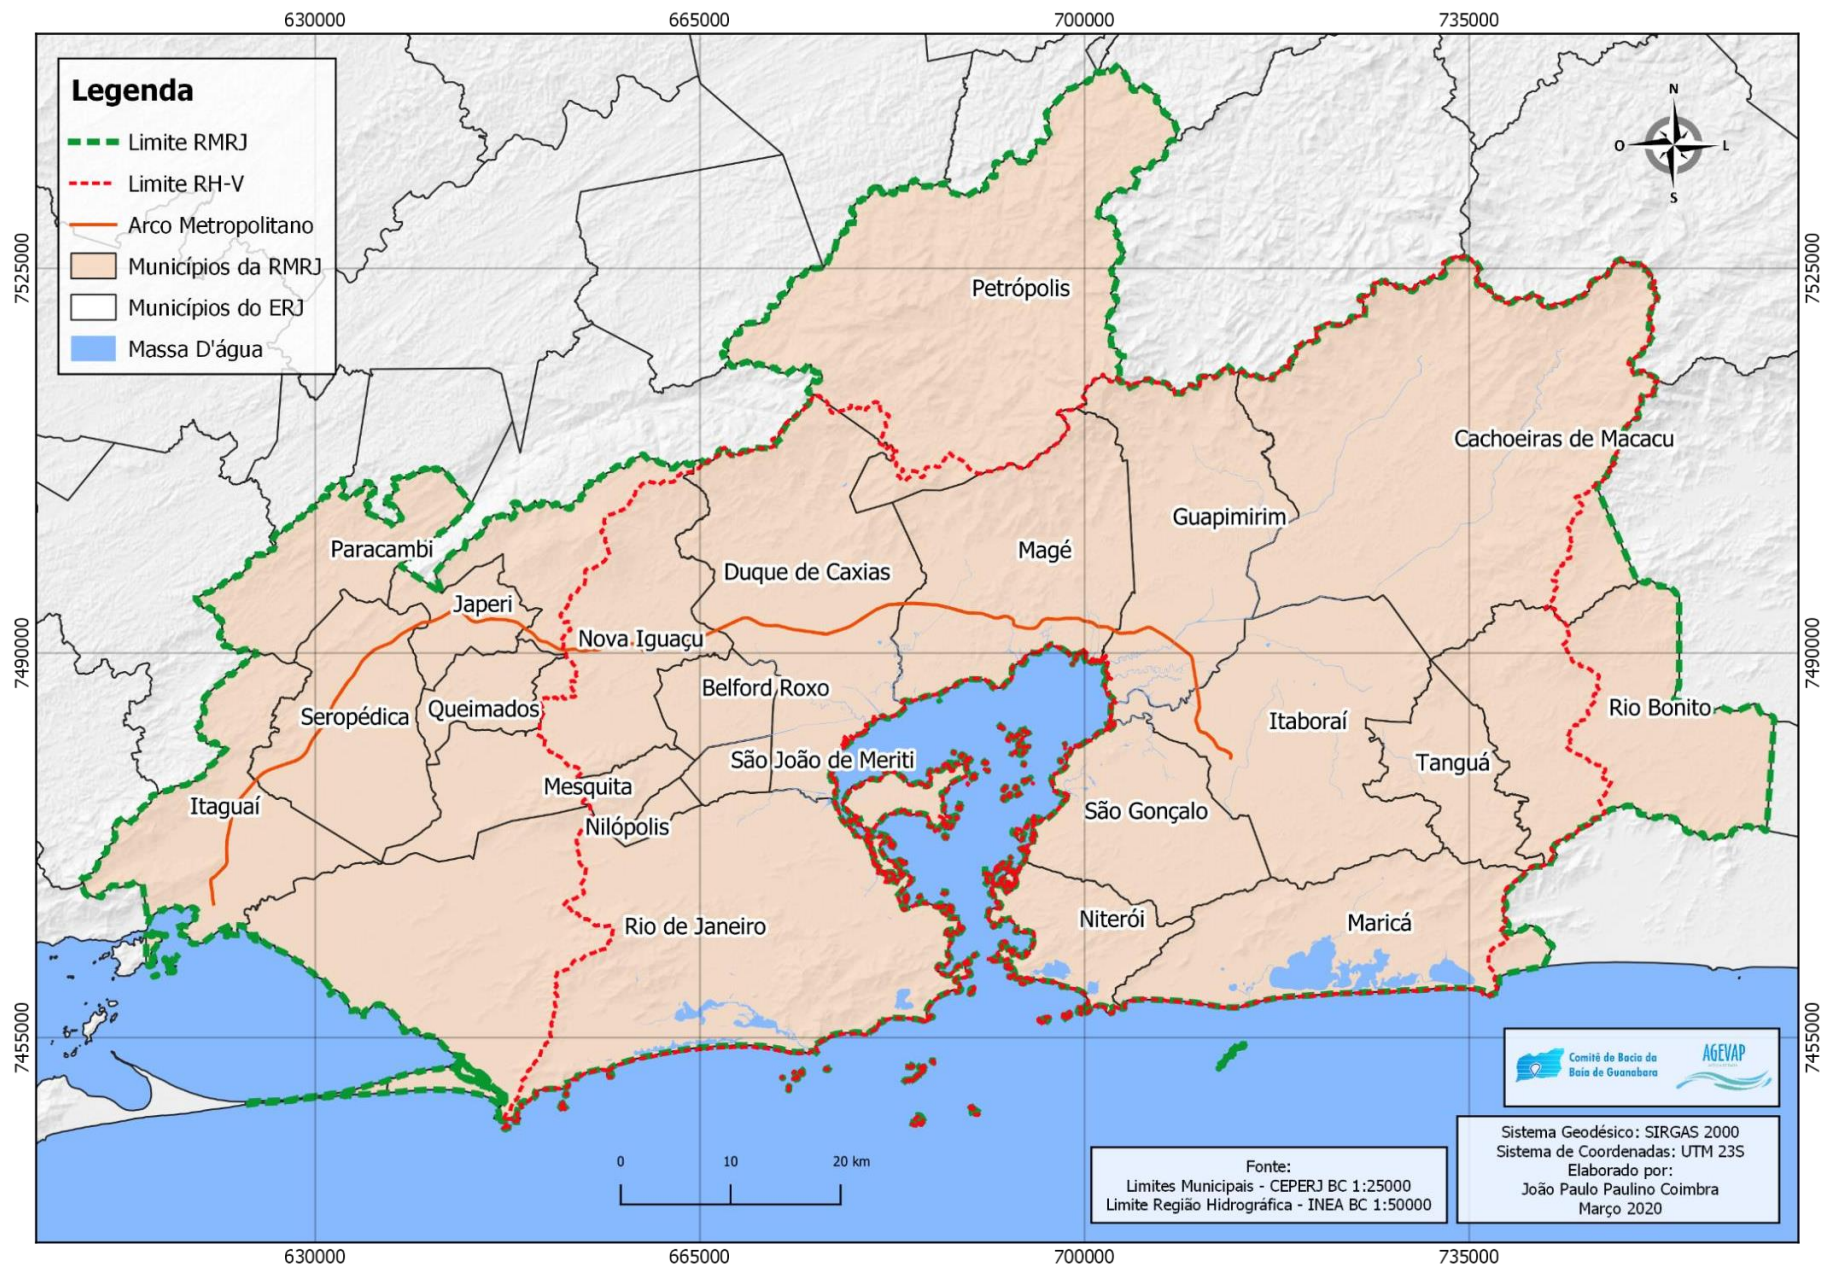 630000
665000
700000
735000
Legenda
Limite RMRJ
Limite RH-V
Arco Metropolitano
Municípios da RMRJ
Municípios do ERJ
Massa D'água
N
O
L
S
7525000
7525000
Petrópolis
Cachoeiras de Macacu
Guapimirim
Paracambi
Magé
Duque de Caxias
Japeri
Nova Iguaçu
7490000
7490000
Belford Roxo
Queimados
Seropédica
Rio Bonito
Itaboraí
São João de Meriti
Tanguá
Mesquita
Itaguaí
São Gonçalo
Nilópolis
Niterói
Maricá
Rio de Janeiro
7455000
7455000
Comitê de Bacia da
Baía de Guanabara
AGEVAP
0
10
20 km
Fonte:
Limites Municipais - CEPERJ BC 1:25000
Limite Região Hidrográfica - INEA BC 1:50000
Sistema Geodésico: SIRGAS 2000
Sistema de Coordenadas: UTM 23S
Elaborado por:
João Paulo Paulino Coimbra
Março 2020
630000
665000
700000
735000